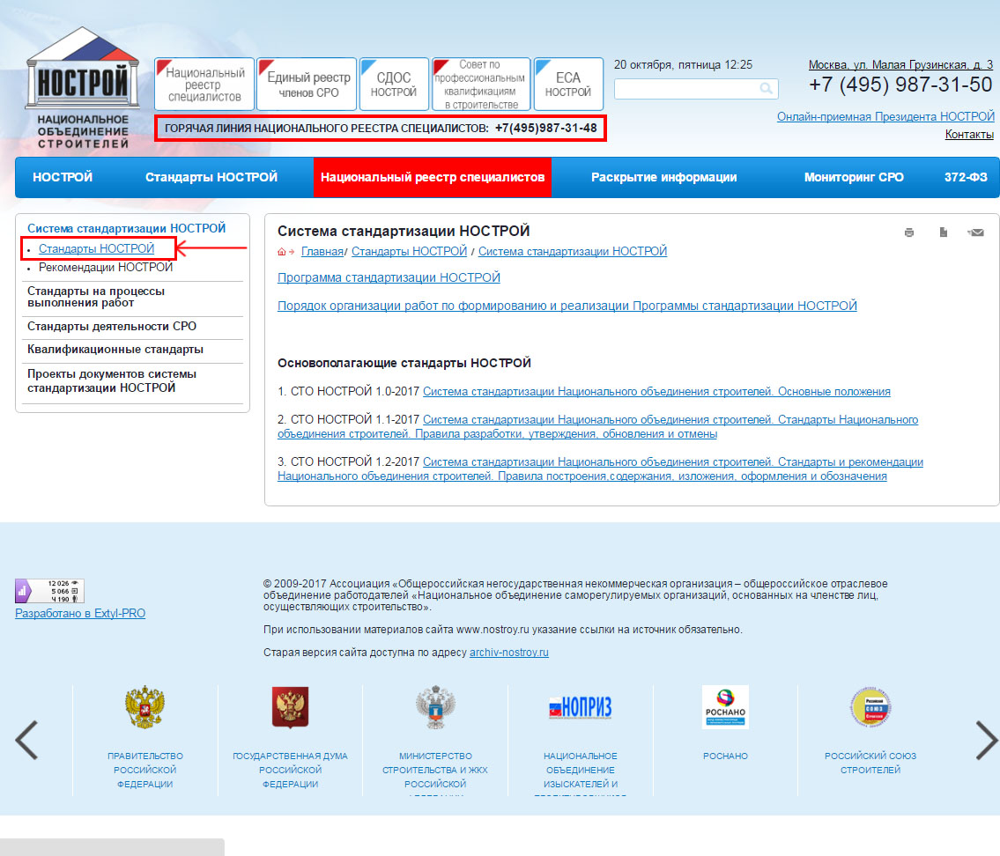 НОСТРОЙ
НАЦИОНАЛЬНОЕ
ОБЪЕДИНЕНИЕ
СТРОИТЕЛЕЙ
Национальный
реестр
специалистов
Единый реестр
членов СРО
СДОС
НОСТРОЙ
Совет по
профессиональным
квалификациям
в строительстве
ЕСА
НОСТРОЙ
ГОРЯЧАЯ ЛИНИЯ НАЦИОНАЛЬНОГО РЕЕСТРА СПЕЦИАЛИСТОВ: +7(495)987-31-48
20 октября, пятница 12:25
Москва, ул. Малая Грузинская, д. 3
+7 (495) 987-31-50
Онлайн-приемная Президента НОСТРОЙ
Контакты
НОСТРОЙ Стандарты НОСТРОЙ Национальный реестр специалистов Раскрытие информации Мониторинг СРО 372-ФЗ
Система стандартизации НОСТРОЙ
Стандарты НОСТРОЙ
Рекомендации НОСТРОЙ
Стандарты на процессы
выполнения работ
Стандарты деятельности СРО
Квалификационные стандарты
Проекты документов системы
стандартизации НОСТРОЙ
Система стандартизации НОСТРОЙ
Главная/ Стандарты НОСТРОЙ / Система стандартизации НОСТРОЙ
Программа стандартизации НОСТРОЙ
Порядок организации работ по формированию и реализации Программы стандартизации НОСТРОЙ
Основополагающие стандарты НОСТРОЙ
1. СТО НОСТРОЙ 1.0-2017 Система стандартизации Национального объединения строителей. Основные положения
2. СТО НОСТРОЙ 1.1-2017 Система стандартизации Национального объединения строителей. Стандарты Национального
объединения строителей. Правила разработки, утверждения, обновления и отмены
3. СТО НОСТРОЙ 1.2-2017 Система стандартизации Национального объединения строителей. Стандарты и рекомендации
Национального объединения строителей. Правила построения,содержания, изложения, оформления и обозначения
12 026
5 066
4 190
Разработано в Extyl-PRO
© 2009-2017 Ассоциация «Общероссийская негосударственная некоммерческая организация – общероссийское отраслевое
объединение работодателей «Национальное объединение саморегулируемых организаций, основанных на членстве лиц,
осуществляющих строительство».
При использовании материалов сайта www.nostroy.ru указание ссылки на источник обязательно.
Старая версия сайта доступна по адресу archiv-nostroy.ru
ПРАВИТЕЛЬСТВО
РОССИЙСКОЙ
ФЕДЕРАЦИИ
ГОСУДАРСТВЕННАЯ ДУМА
РОССИЙСКОЙ
ФЕДЕРАЦИИ
МИНИСТЕРСТВО
СТРОИТЕЛЬСТВА И ЖКХ
РОССИЙСКОЙ
НОПРИЗ
НАЦИОНАЛЬНОЕ
ОБЪЕДИНЕНИЕ
ИЗЫСКАТЕЛЕЙ И
РОСНАНО
РОСНАНО
Российский
СОЮЗ
РОССИЙСКИЙ СОЮЗ
СТРОИТЕЛЕЙ